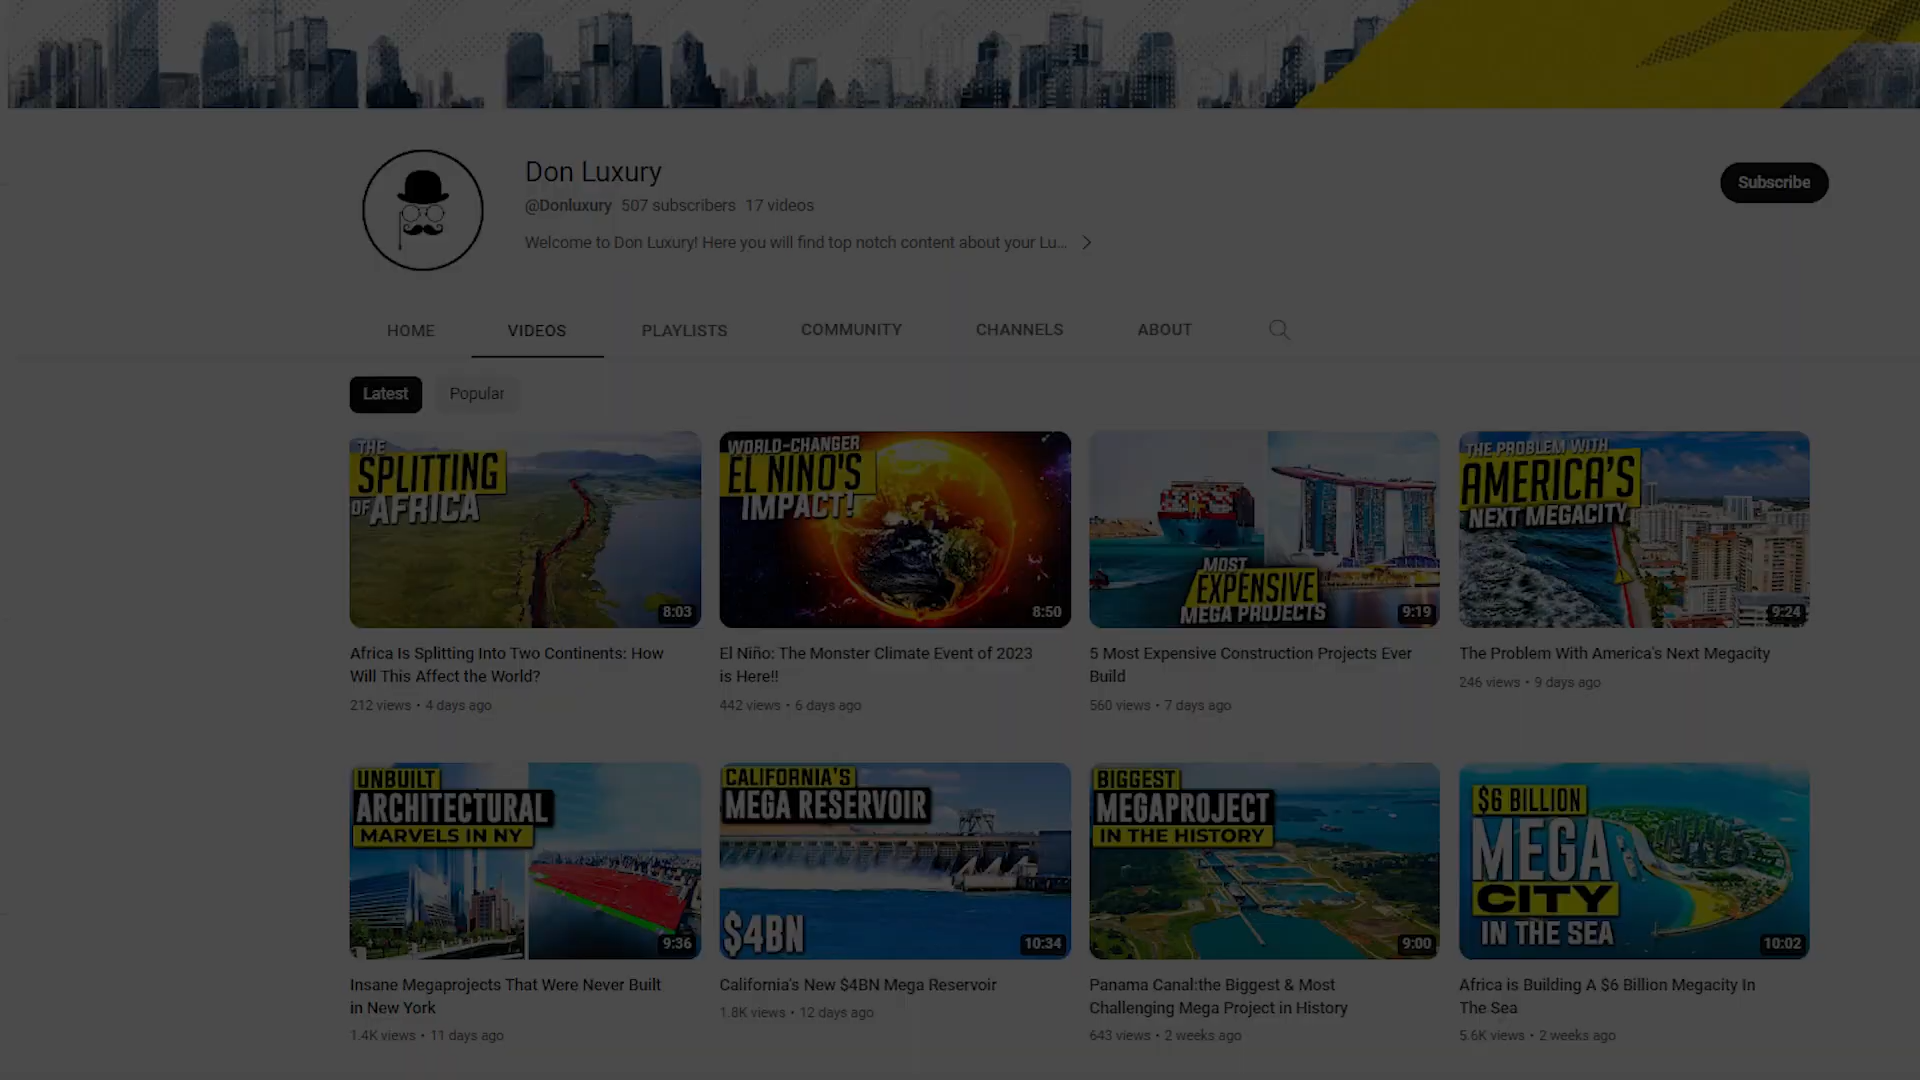 Don Luxury
@Donluxury 507 subscribers 17 videos
Welcome to Don Luxury! Here you will find top notch content about your Lu...
Subscribe
HOME VIDEOS PLAYLISTS COMMUNITY CHANNELS ABOUT
Latest Popular
THE
SPLITTING
OF AFRICA
8:03
WORLD-CHANGER
EL NINO'S
IMPACT!
8:50
MOST
EXPENSIVE
MEGA PROJECTS
9:19
THE PROBLEM WITH
AMERICA'S
NEXT MEGACITY
9:24
Africa Is Splitting Into Two Continents: How
Will This Affect the World?
212 views • 4 days ago
El Niño: The Monster Climate Event of 2023
is Here!!
442 views • 6 days ago
5 Most Expensive Construction Projects Ever
Build
560 views • 7 days ago
The Problem With America's Next Megacity
246 views • 9 days ago
UNBUILT
ARCHITECTURAL
MARVELS IN NY
9:36
CALIFORNIA'S
MEGA RESERVOIR
$4BN
10:34
BIGGEST
MEGAPROJECT
IN THE HISTORY
9:00
$6 BILLION
MEGA
CITY
IN THE SEA
10:02
Insane Megaprojects That Were Never Built
in New York
1.4K views • 11 days ago
California's New $4BN Mega Reservoir
1.8K views • 12 days ago
Panama Canal:the Biggest & Most
Challenging Mega Project in History
643 views • 2 weeks ago
Africa is Building A $6 Billion Megacity In
The Sea
5.6K views • 2 weeks ago